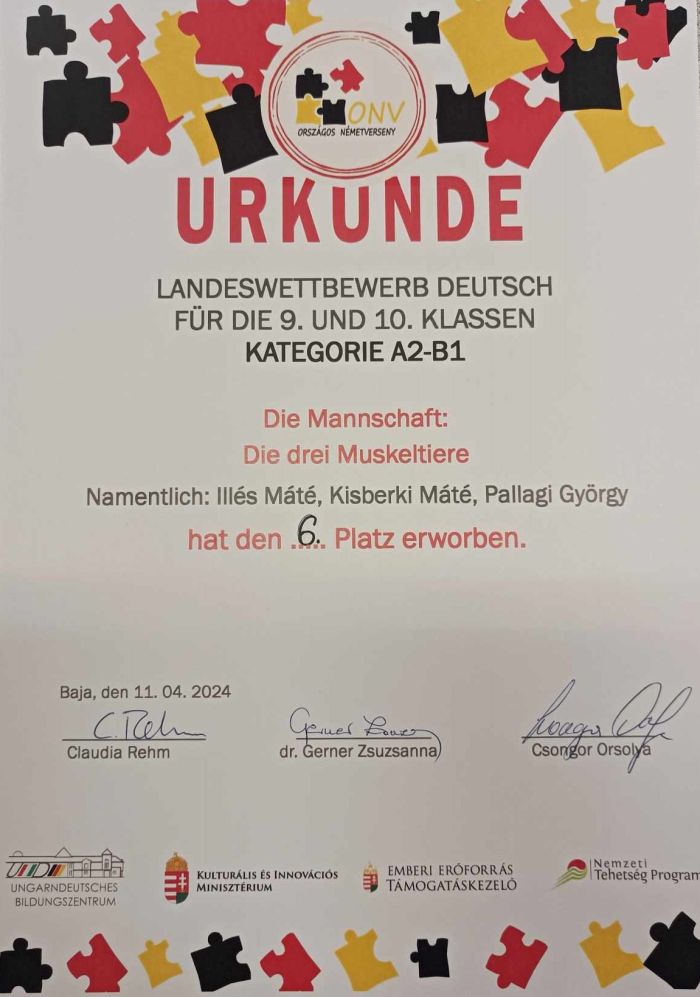 ONV
ORSZÁGOS NÉMETVERSENY
URKUNDE
LANDESWETTBEWERB DEUTSCH
FÜR DIE 9. UND 10. KLASSEN
KATEGORIE A2-B1
Die Mannschaft:
Die drei Muskeltiere
Namentlich: Illés Máté, Kisberki Máté, Pallagi György
hat den ..6... Platz erworben.
Baja, den 11. 04. 2024
C. Rehm
Claudia Rehm
dr. Gerner Zsuzsanna
Csongor Orsolya
UBZ
UNGARNDEUTSCHES
BILDUNGSZENTRUM
KULTURÁLIS ÉS INNOVÁCIÓS
MINISZTÉRIUM
EMBERI ERŐFORRÁS
TÁMOGATÁSKEZELŐ
Nemzeti
Tehetség Program